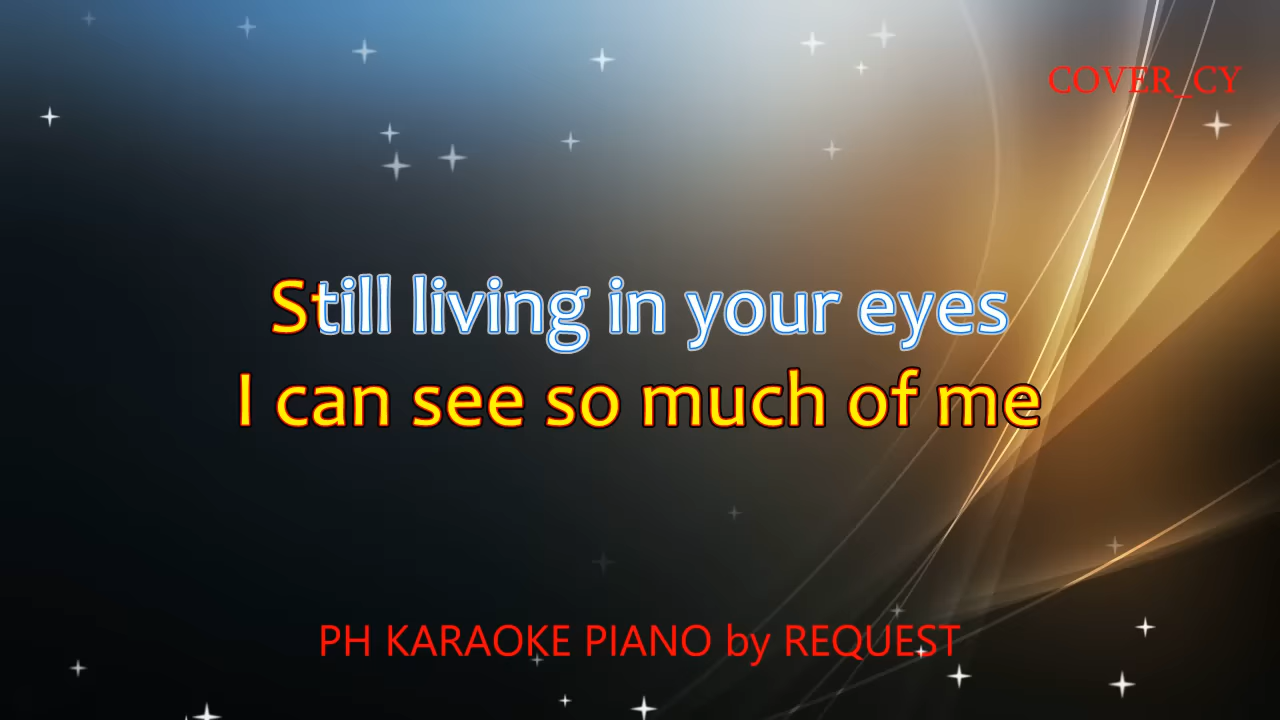 COVER_CY
Still living in your eyes
I can see so much of me
PH KARAOKE PIANO by REQUEST